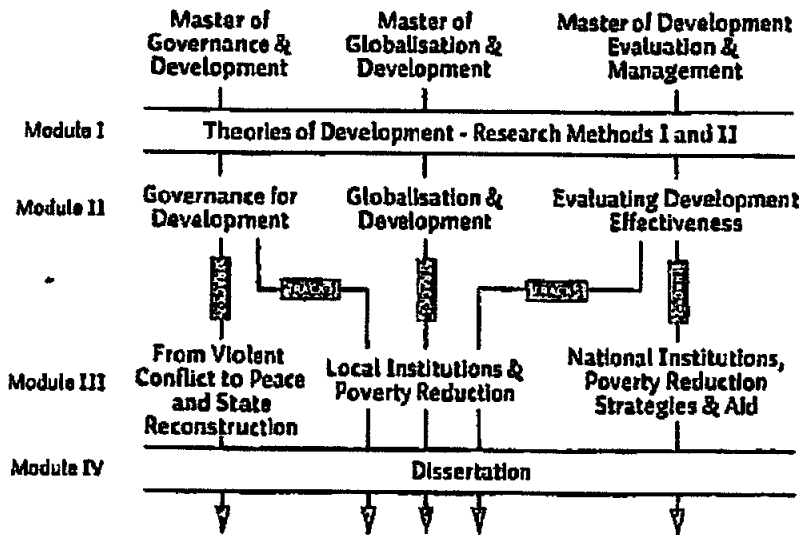 Master of
Governance &
Development
Master of
Globalisation &
Development
Master of Development
Evaluation &
Management
Module I
Theories of Development - Research Methods I and II
Module II
Governance for
Development
Globalisation &
Development
Evaluating Development
Effectiveness
Module III
From Violent
Conflict to Peace
and State
Reconstruction
Local Institutions &
Poverty Reduction
National Institutions,
Poverty Reduction
Strategies & Aid
Module IV
Dissertation